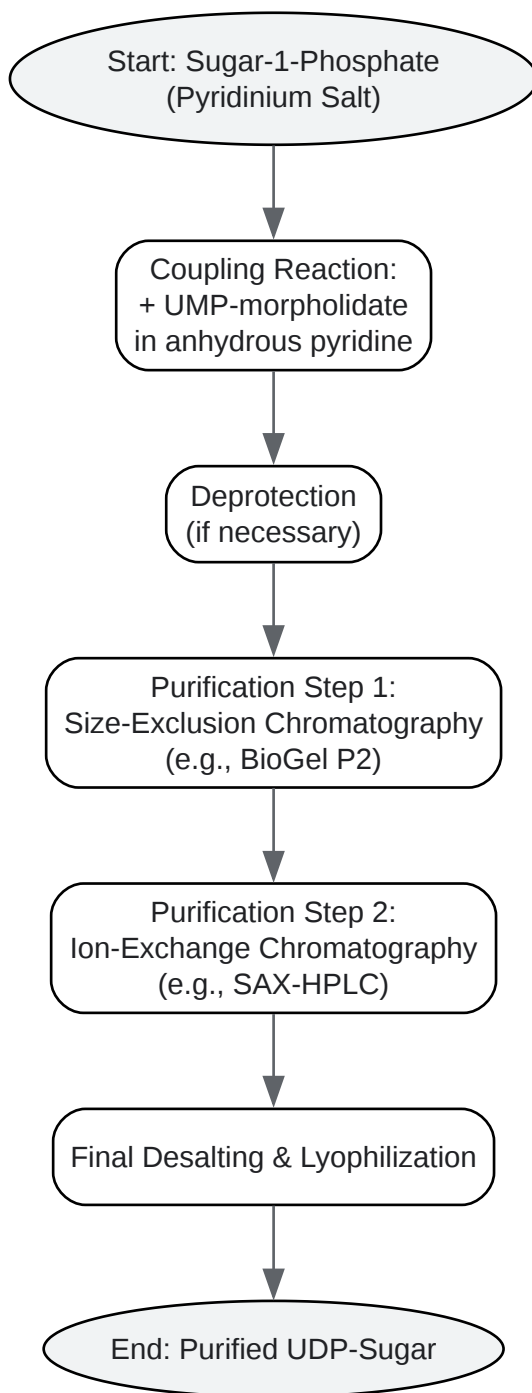 Start: Sugar-1-Phosphate
(Pyridinium Salt)
Coupling Reaction:
+ UMP-morpholidate
in anhydrous pyridine
Deprotection
(if necessary)
Purification Step 1:
Size-Exclusion Chromatography
(e.g., BioGel P2)
Purification Step 2:
Ion-Exchange Chromatography
(e.g., SAX-HPLC)
Final Desalting & Lyophilization
End: Purified UDP-Sugar